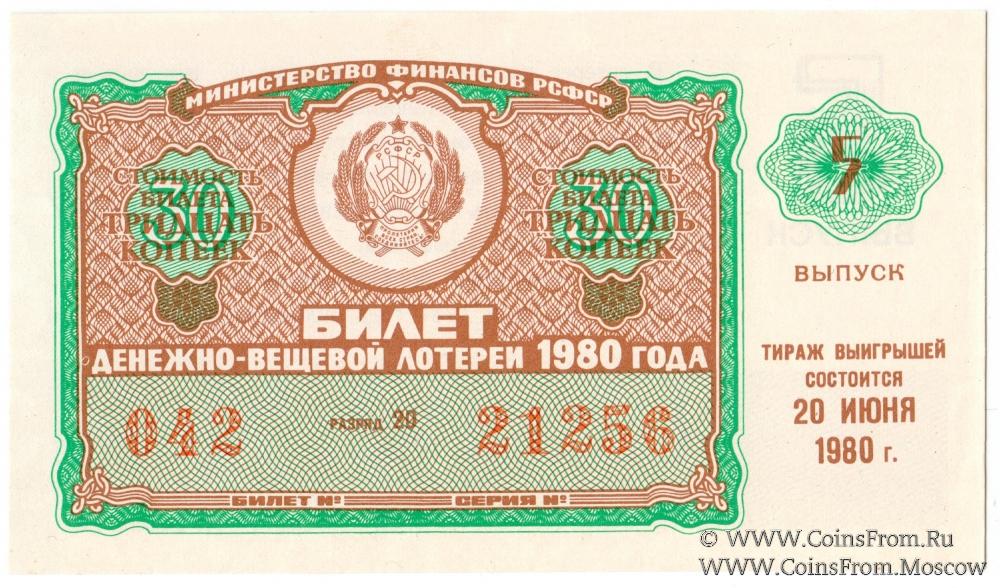 МИНИСТЕРСТВО ФИНАНСОВ РСФСР
РСФСР
СТОИМОСТЬ
БИЛЕТА
ТРИДЦАТЬ
КОПЕЕК
30
СТОИМОСТЬ
БИЛЕТА
ТРИДЦАТЬ
КОПЕЕК
30
БИЛЕТ
ДЕНЕЖНО-ВЕЩЕВОЙ ЛОТЕРЕИ 1980 ГОДА
042 РАЗРЯД 29 21256
БИЛЕТ № СЕРИЯ №
5
ВЫПУСК
ТИРАЖ ВЫИГРЫШЕЙ
СОСТОИТСЯ
20 ИЮНЯ
1980 г.
© WWW.CoinsFrom.Ru
WWW.CoinsFrom.Moscow